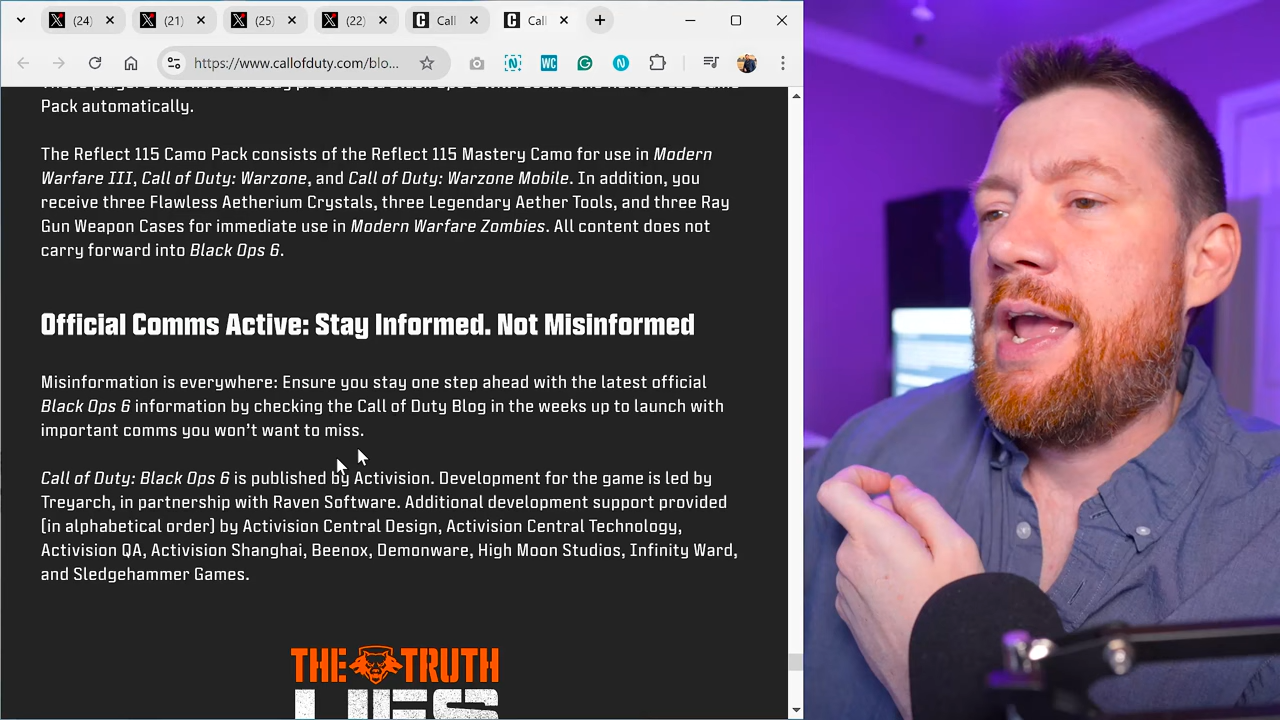 (24)
(21)
(25)
(22)
Call
Call
https://www.callofduty.com/blo...
WC
Pack automatically.
The Reflect 115 Camo Pack consists of the Reflect 115 Mastery Camo for use in Modern
Warfare III, Call of Duty: Warzone, and Call of Duty: Warzone Mobile. In addition, you
receive three Flawless Aetherium Crystals, three Legendary Aether Tools, and three Ray
Gun Weapon Cases for immediate use in Modern Warfare Zombies. All content does not
carry forward into Black Ops 6.
Official Comms Active: Stay Informed. Not Misinformed
Misinformation is everywhere: Ensure you stay one step ahead with the latest official
Black Ops 6 information by checking the Call of Duty Blog in the weeks up to launch with
important comms you won't want to miss.
Call of Duty: Black Ops 6 is published by Activision. Development for the game is led by
Treyarch, in partnership with Raven Software. Additional development support provided
[in alphabetical order] by Activision Central Design, Activision Central Technology,
Activision QA, Activision Shanghai, Beenox, Demonware, High Moon Studios, Infinity Ward,
and Sledgehammer Games.
THE TRUTH
LIES